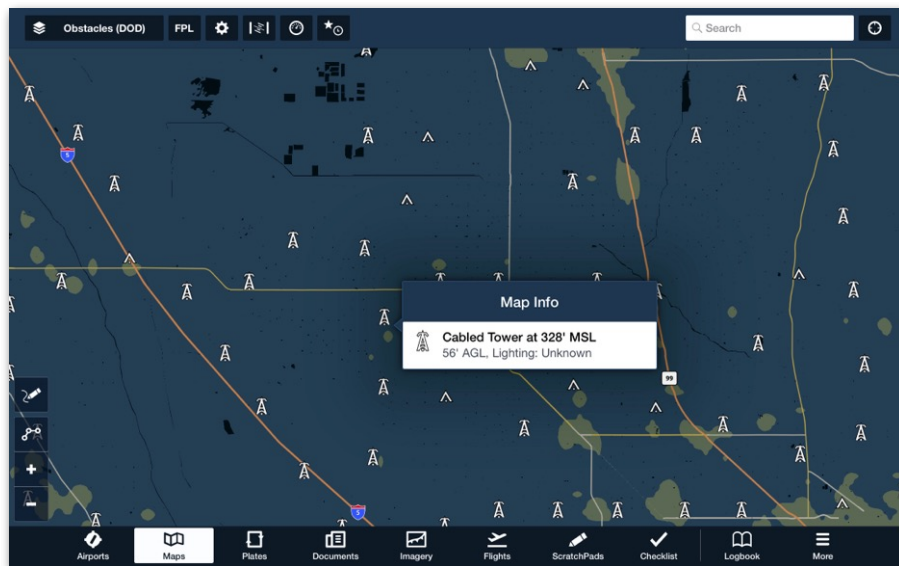 Obstacles (DOD)
FPL
Search
5
Map Info
Cabled Tower at 328' MSL
56' AGL, Lighting: Unknown
99
5
Airports
Maps
Plates
Documents
Imagery
Flights
ScratchPads
Checklist
Logbook
More